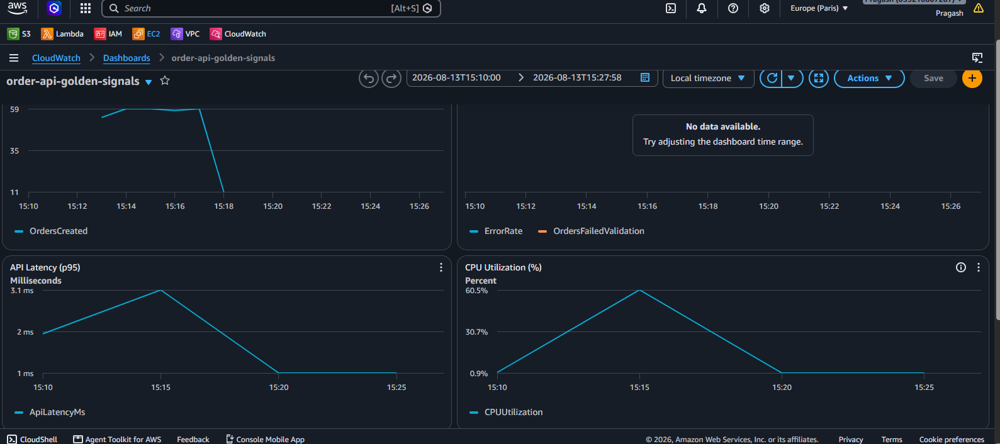 aws
Search [Alt+S]
Europe (Paris)
Pragash
S3 Lambda IAM EC2 VPC CloudWatch
CloudWatch Dashboards order-api-golden-signals
order-api-golden-signals
2026-08-13T15:10:00 2026-08-13T15:27:58 Local timezone Actions Save
59
35
11
15:10 15:12 15:14 15:16 15:18 15:20 15:22 15:24 15:26
OrdersCreated
No data available.
Try adjusting the dashboard time range.
15:10 15:12 15:14 15:16 15:18 15:20 15:22 15:24 15:26
ErrorRate OrdersFailedValidation
API Latency (p95)
Milliseconds
3.1 ms
2 ms
1 ms
15:10 15:15 15:20 15:25
ApiLatencyMs
CPU Utilization (%)
Percent
60.5%
30.7%
0.9%
15:10 15:15 15:20 15:25
CPUUtilization
CloudShell Agent Toolkit for AWS Feedback Console Mobile App © 2026, Amazon Web Services, Inc. or its affiliates. Privacy Terms Cookie preferences